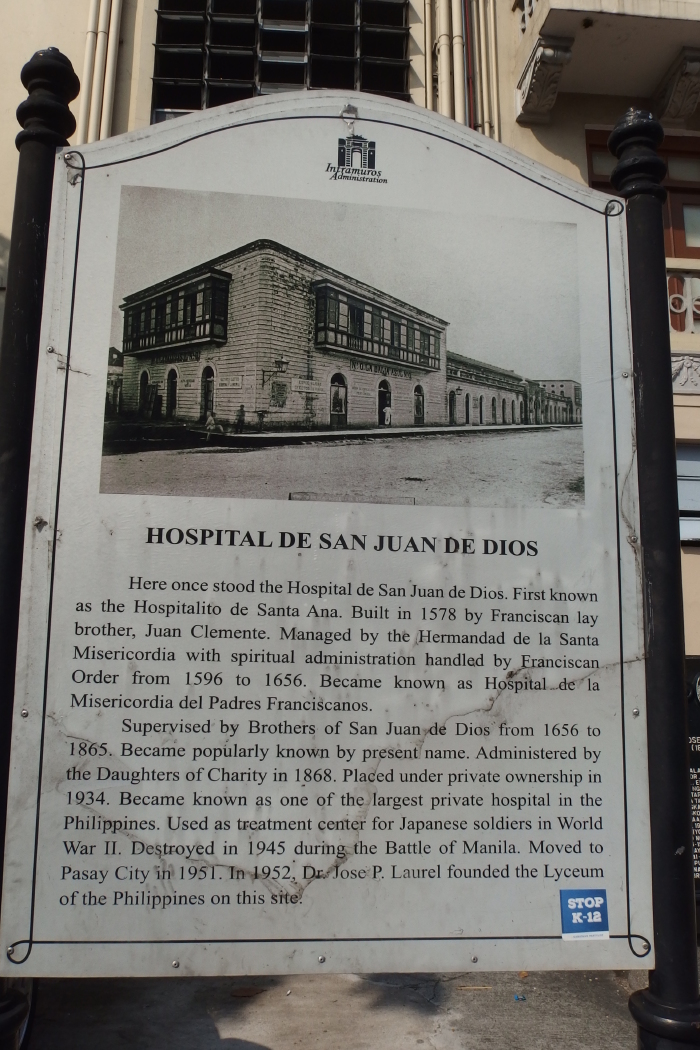 Intramuros
Administration
HOSPITAL DE SAN JUAN DE DIOS
Here once stood the Hospital de San Juan de Dios. First known
as the Hospitalito de Santa Ana. Built in 1578 by Franciscan lay
brother, Juan Clemente. Managed by the Hermandad de la Santa
Misericordia with spiritual administration handled by Franciscan
Order from 1596 to 1656. Became known as Hospital de la
Misericordia del Padres Franciscanos.
Supervised by Brothers of San Juan de Dios from 1656 to
1865. Became popularly known by present name. Administered by
the Daughters of Charity in 1868. Placed under private ownership in
1934. Became known as one of the largest private hospital in the
Philippines. Used as treatment center for Japanese soldiers in World
War II. Destroyed in 1945 during the Battle of Manila. Moved to
Pasay City in 1951. In 1952, Dr. Jose P. Laurel founded the Lyceum
of the Philippines on this site.
STOP
K-12